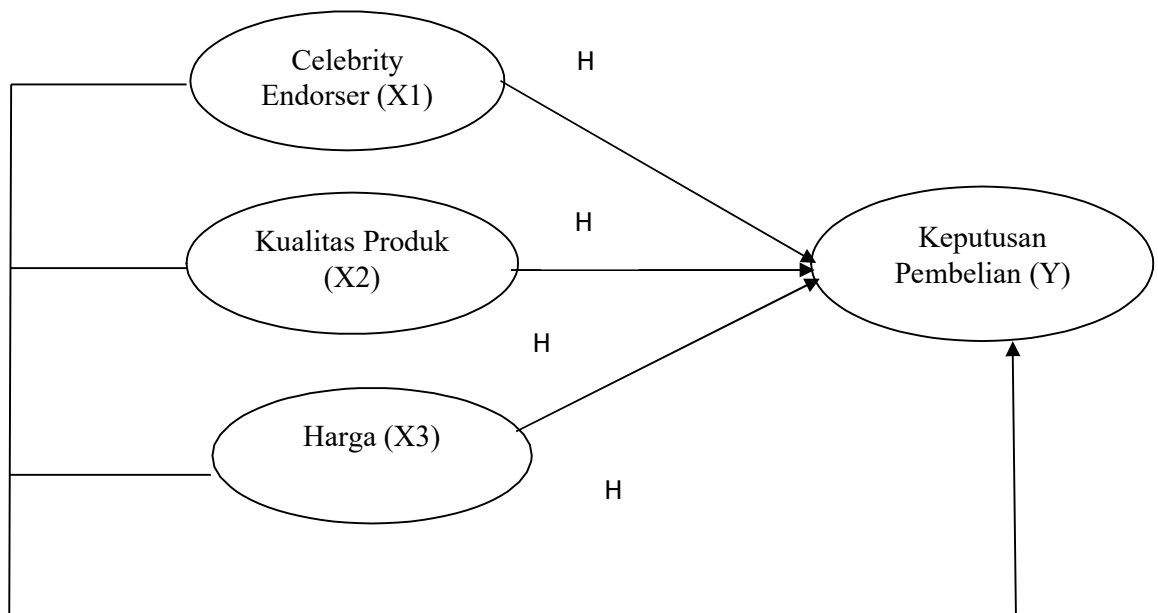 Celebrity
Endorser (X1)
H
Kualitas Produk
(X2)
H
Keputusan
Pembelian (Y)
H
Harga (X3)
H